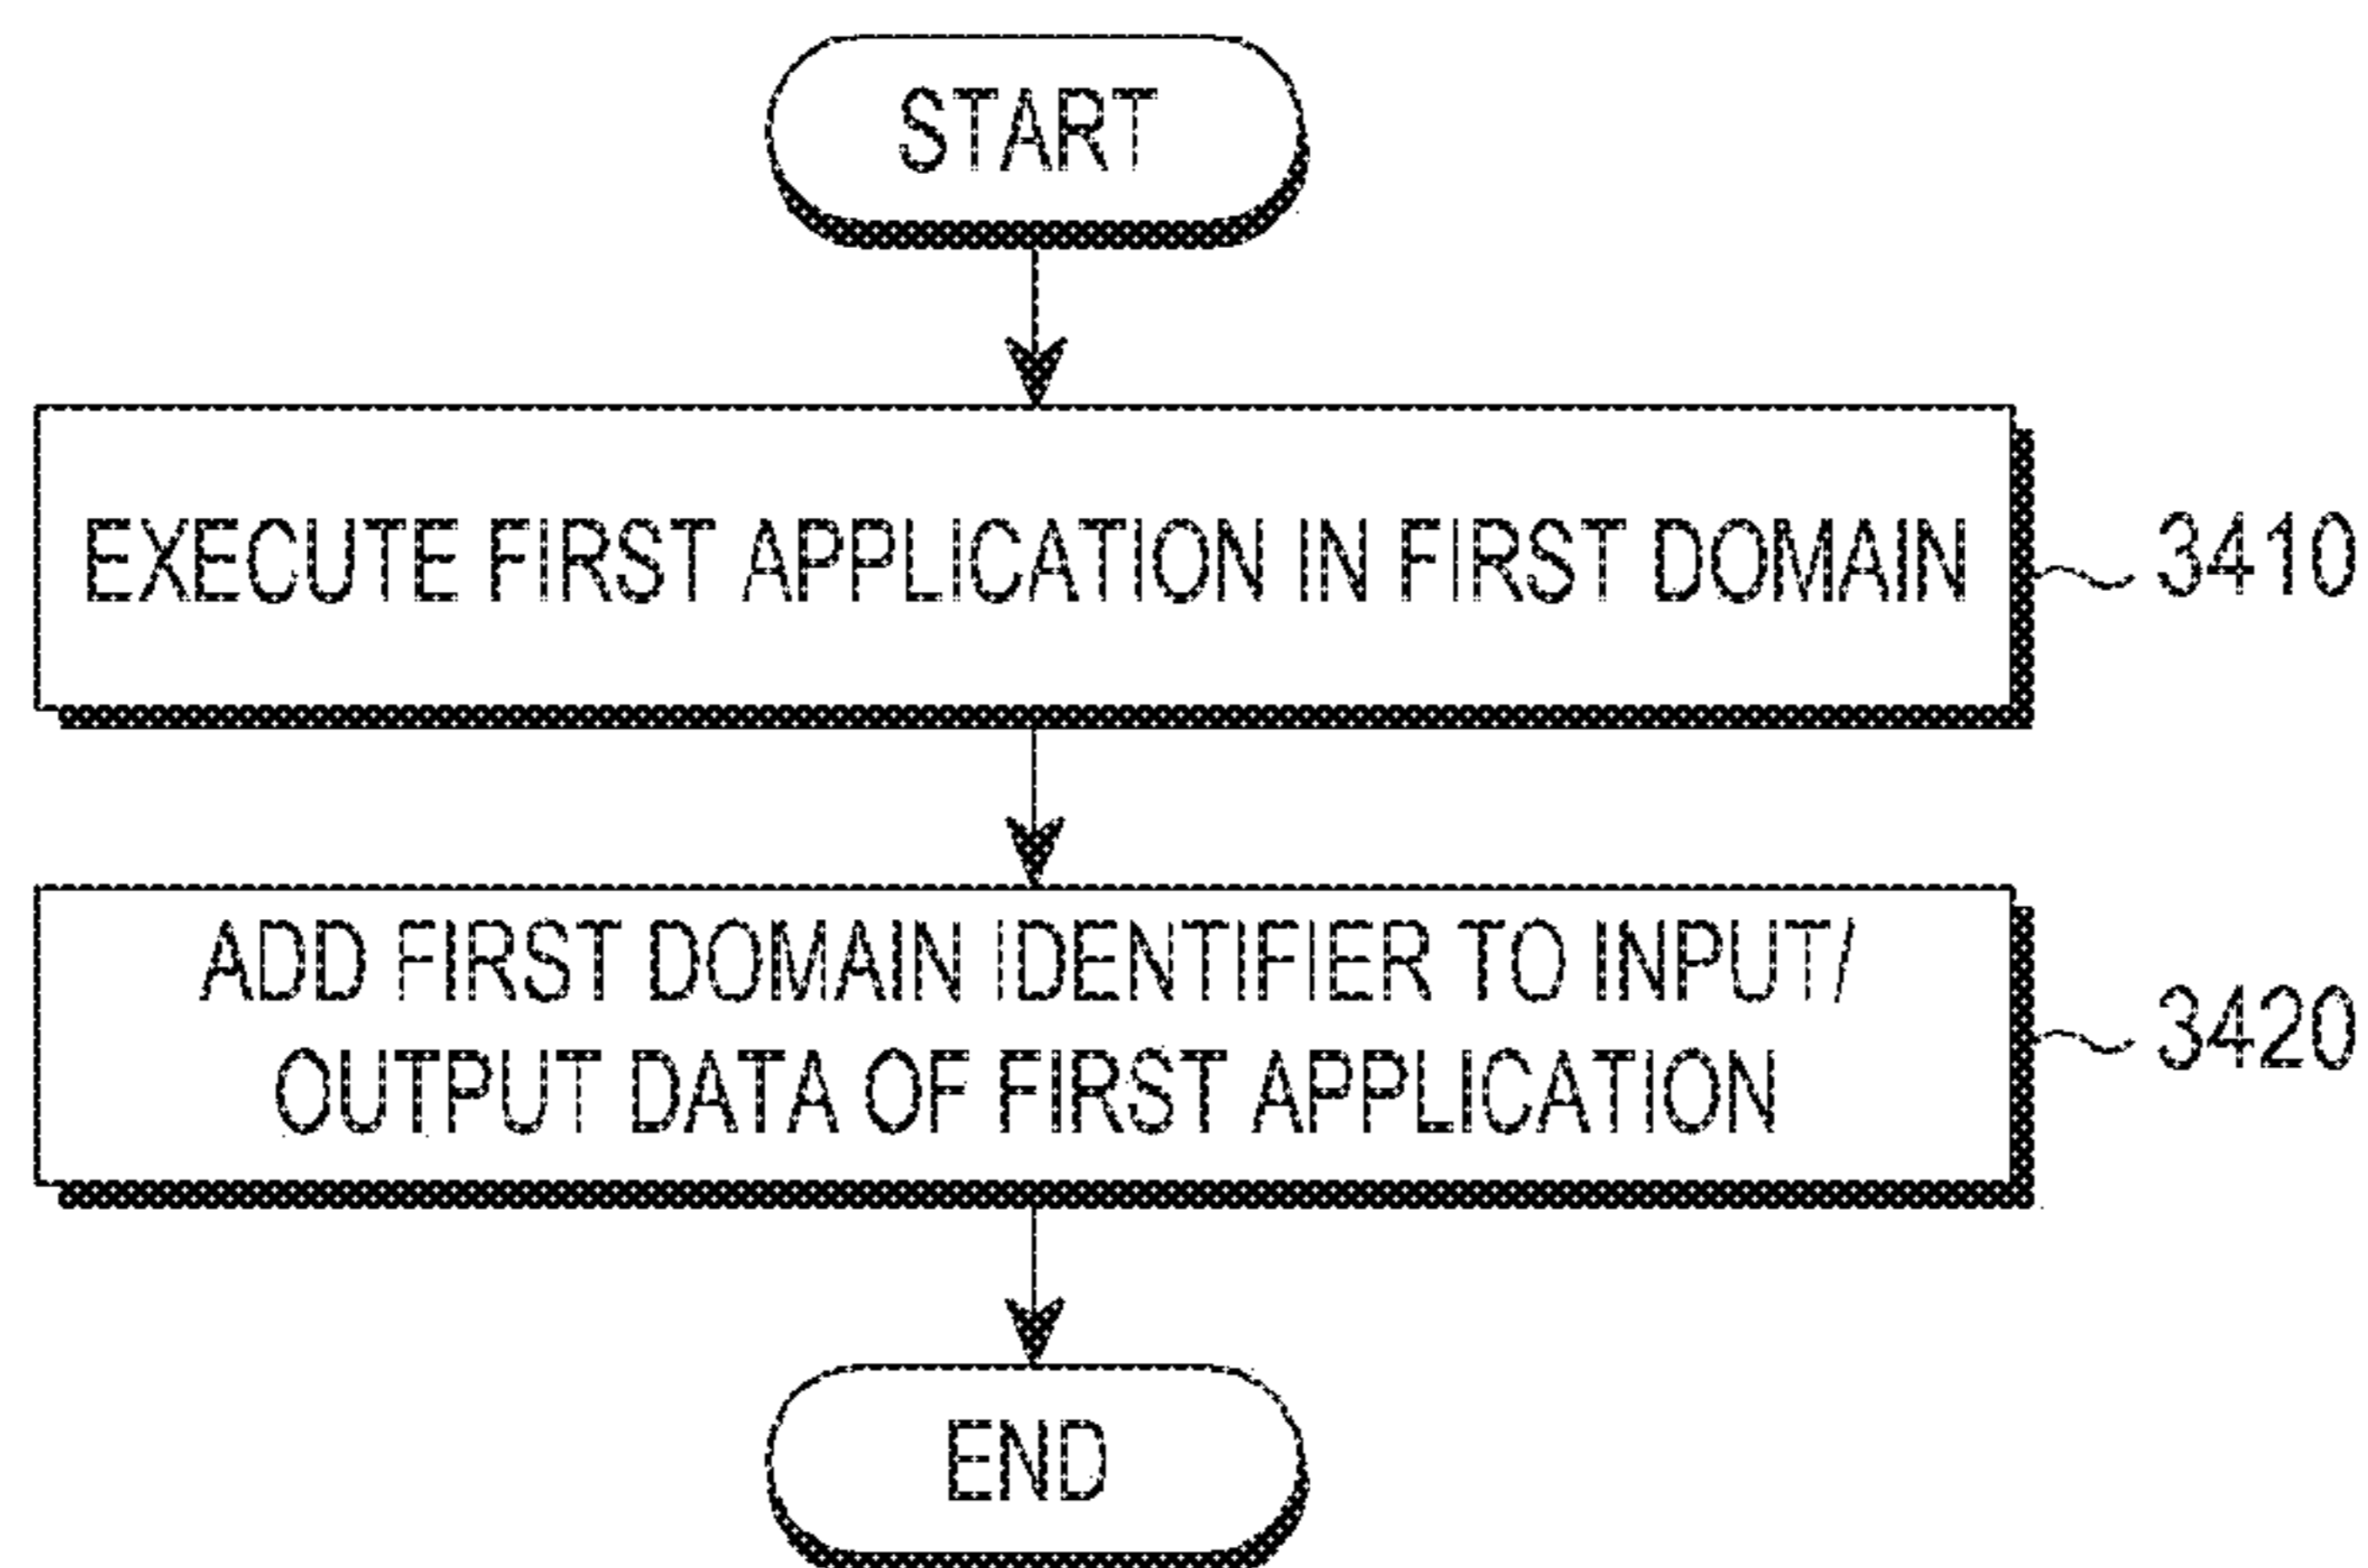 START
EXECUTE FIRST APPLICATION IN FIRST DOMAIN
3410
ADD FIRST DOMAIN IDENTIFIER TO INPUT/
OUTPUT DATA OF FIRST APPLICATION
3420
END